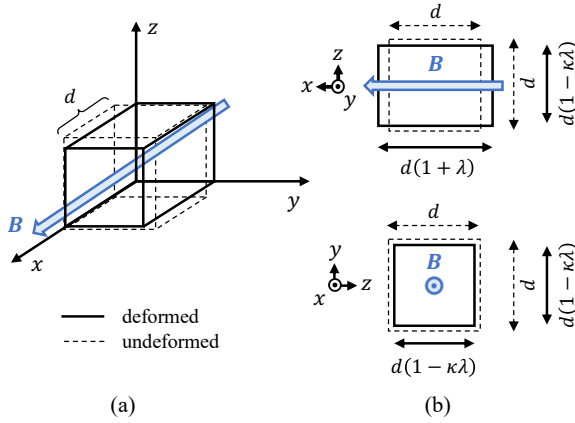 z
d
B
x
y
deformed
undeformed
(a)
d
z
x
y
B
d
d(1 − κλ)
d(1 + λ)
d
y
x
z
B
d
d(1 − κλ)
d(1 − κλ)
(b)